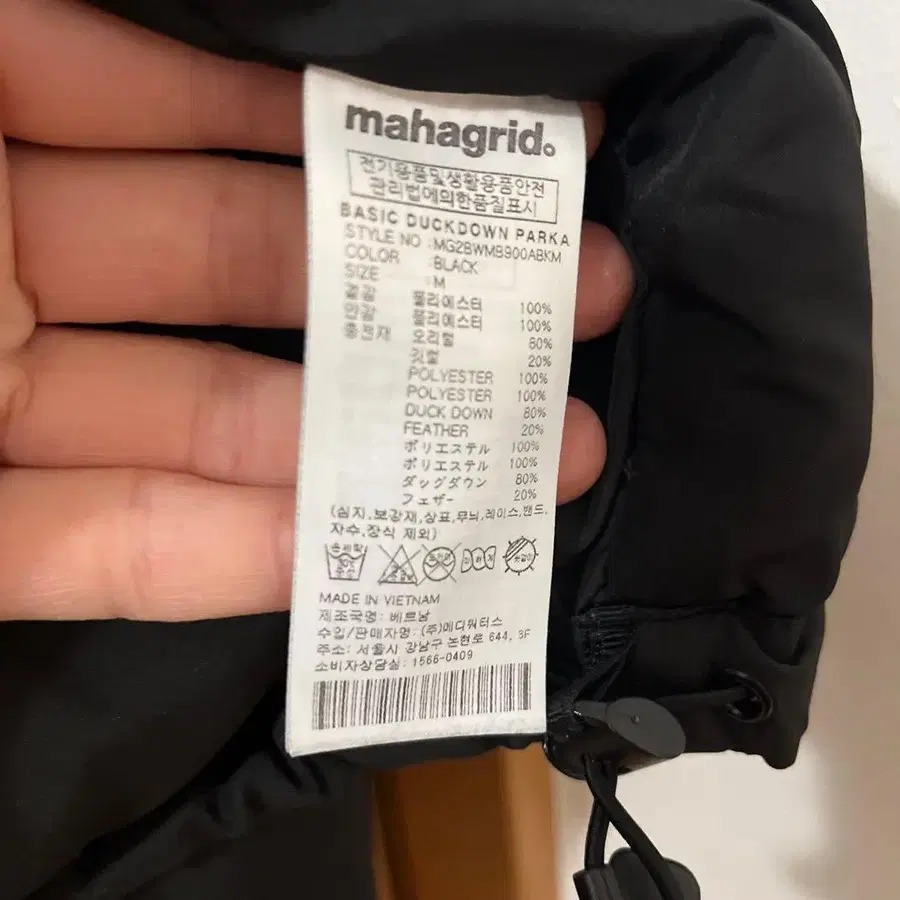 mahagrid
전기용품및생활용품안전
관리법에의한품질표시
BASIC DUCKDOWN PARKA
STYLE NO :MG2BWMB900ABKM
COLOR :BLACK
SIZE :M
겉감 폴리에스터 100%
안감 폴리에스터 100%
충전재 오리털 80%
깃털 20%
POLYESTER 100%
POLYESTER 100%
DUCK DOWN 80%
FEATHER 20%
ポリエステル 100%
ポリエステル 100%
ダッグダウン 80%
フェザー 20%
(심지,보강재,상표,무늬,레이스,밴드,
자수,장식 제외)
MADE IN VIETNAM
제조국명: 베트남
수입/판매자명: (주)메디쿼터스
주소: 서울시 강남구 논현로 644, 3F
소비자상담실: 1566-0409